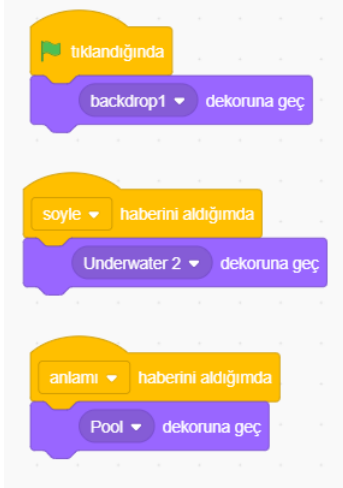 tıklandığında
backdrop1 dekoruna geç
soyle haberini aldığımda
Underwater 2 dekoruna geç
anlamı haberini aldığımda
Pool dekoruna geç